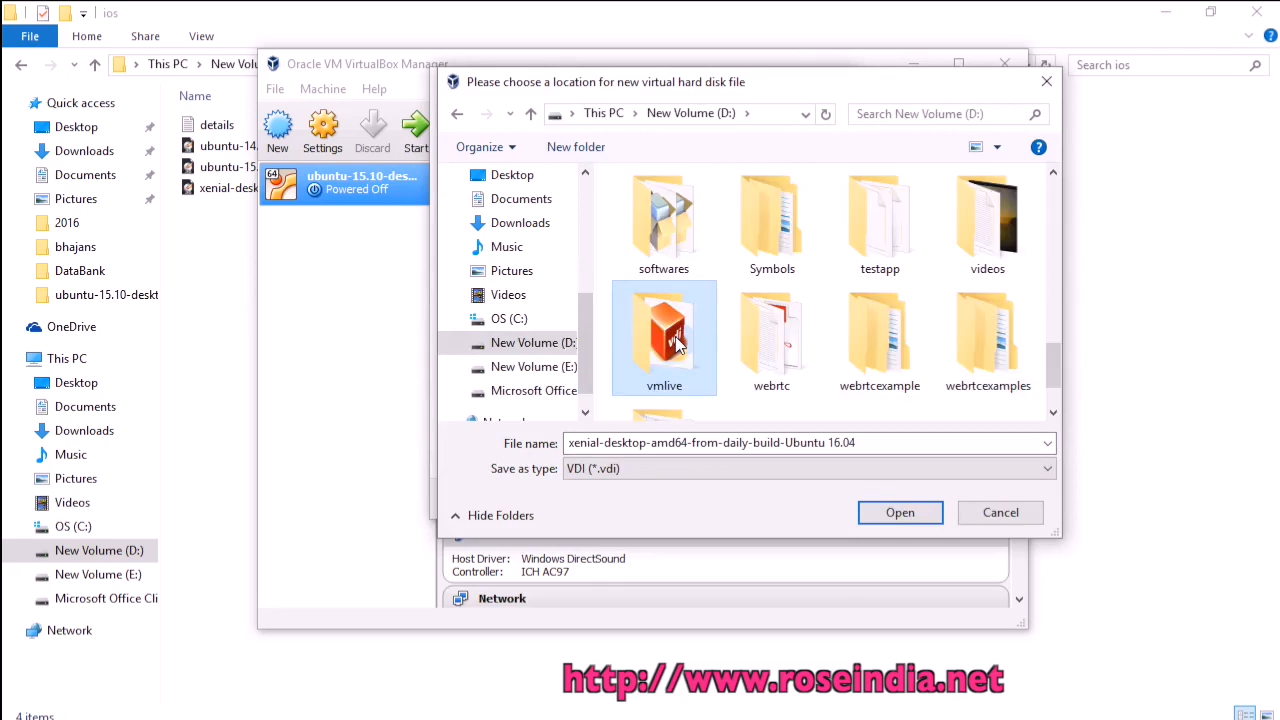 ios
File Home Share View
This PC New Volu
Search ios
Quick access
Desktop
Downloads
Documents
Pictures
2016
bhajans
DataBank
ubuntu-15.10-deskt
OneDrive
This PC
Desktop
Documents
Downloads
Music
Pictures
Videos
OS (C:)
New Volume (D:)
New Volume (E:)
Microsoft Office Cli
Network
4 items
Name
details
ubuntu-14.
ubuntu-15.
xenial-desk
Oracle VM VirtualBox Manager
File Machine Help
New Settings Discard Start
64
ubuntu-15.10-des...
Powered Off
Please choose a location for new virtual hard disk file
This PC New Volume (D:)
Search New Volume (D:)
Organize New folder
Desktop
Documents
Downloads
Music
Pictures
Videos
OS (C:)
New Volume (D:
New Volume (E:)
Microsoft Office
softwares Symbols testapp videos
vdi
vmlive webrtc webrtcexample webrtcexamples
File name: xenial-desktop-amd64-from-daily-build-Ubuntu 16.04
Save as type: VDI (*.vdi)
Hide Folders
Open Cancel
Host Driver: Windows DirectSound
Controller: ICH AC97
Network
http://www.roseindia.net